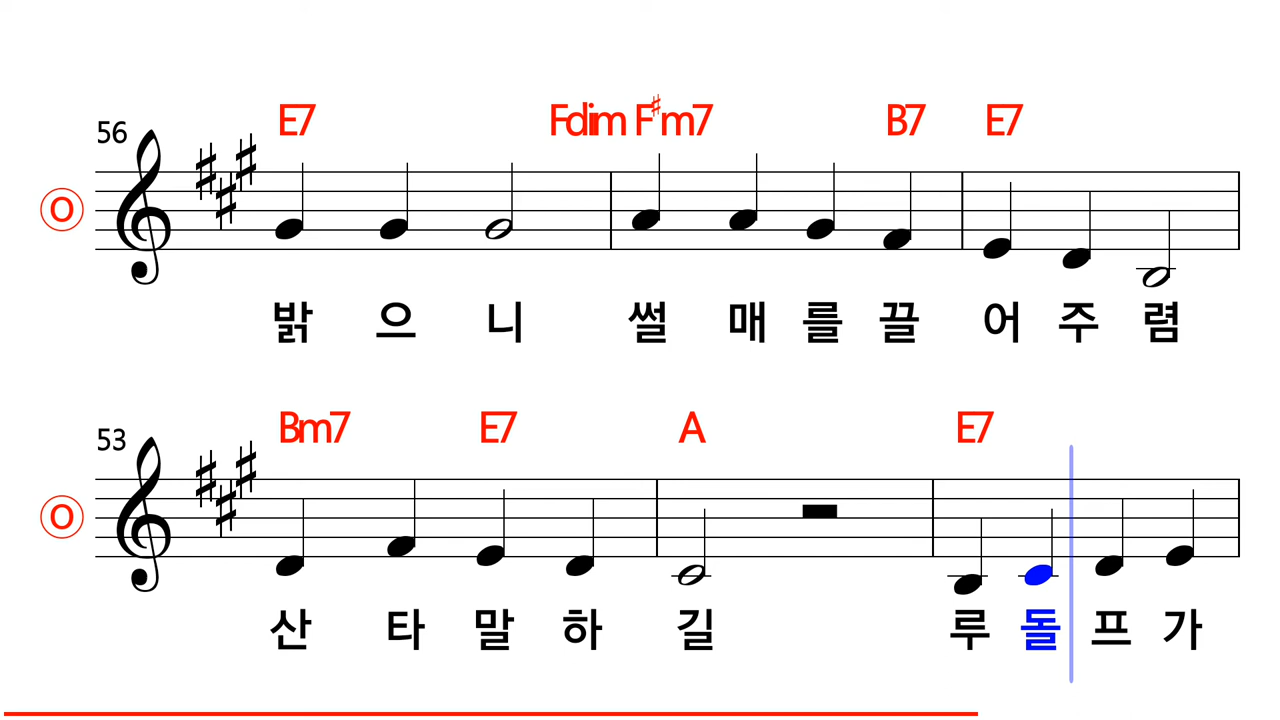 E7 Fdim F♯m7 B7 E7
56
O
밝 으 니 썰 매 를 끌 어 주 렴
Bm7 E7 A E7
53
O
산 타 말 하 길 루 돌 프 가